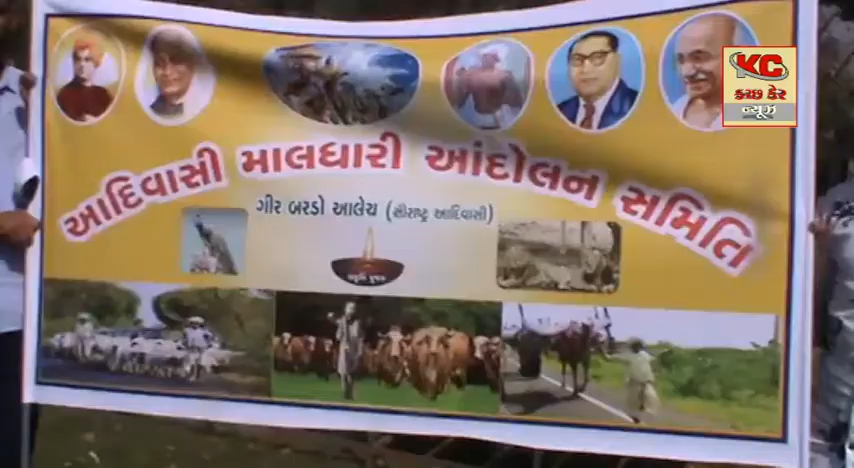 KC
કચ્છ કેર
ન્યૂઝ
આદિવાસી માલધારી આંદોલન સમિતિ
ગીર બરડો આલેચ (સૌરાષ્ટ્ર આદિવાસી)